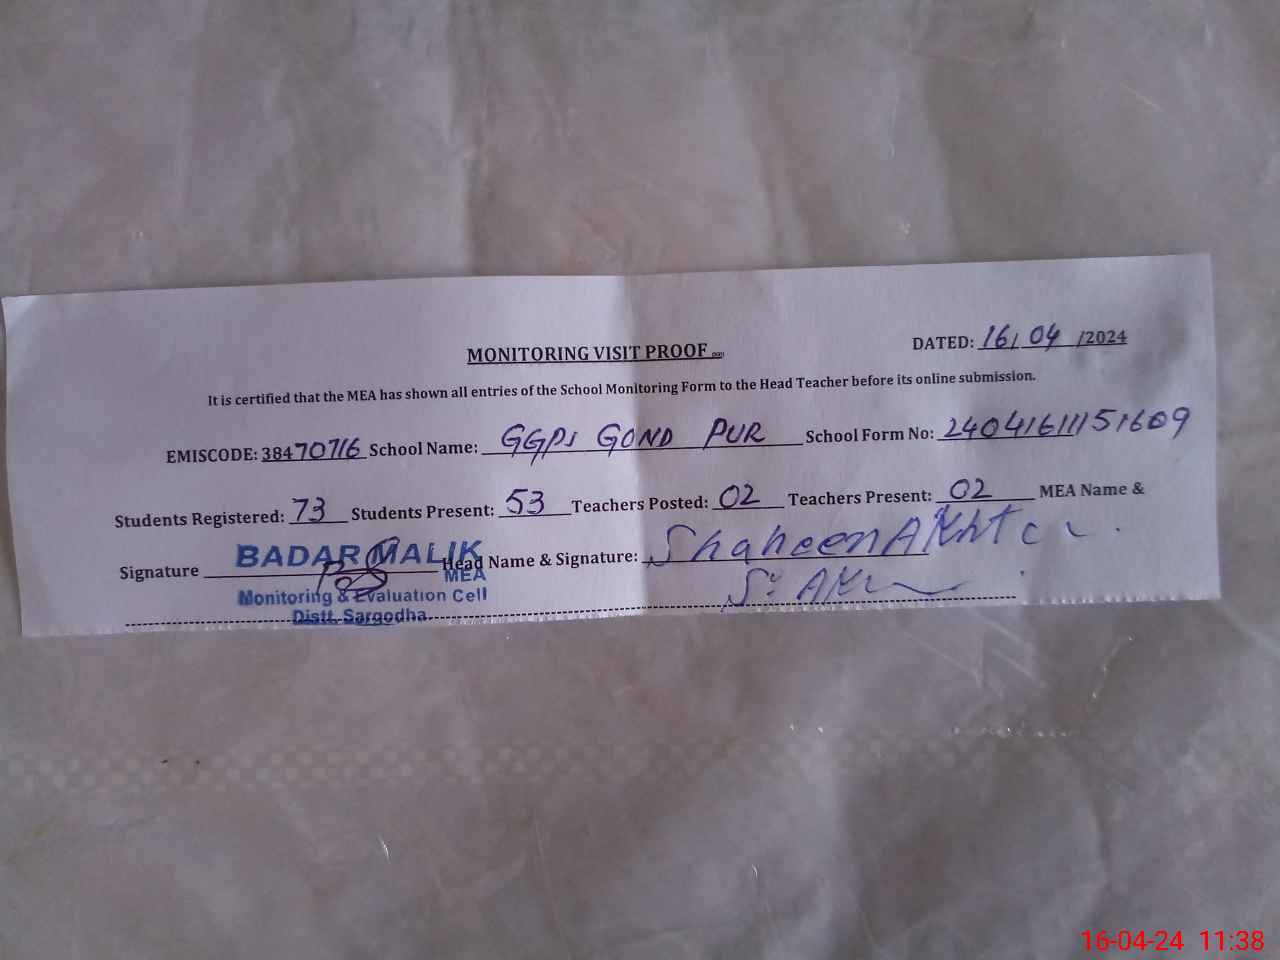 MONITORING VISIT PROOF
DATED: 16/04/2024
It is certified that the MEA has shown all entries of the School Monitoring Form to the Head Teacher before its online submission.
EMISCODE: 38470716 School Name: GGPS GOND PUR School Form No: 24041611151609
Students Registered: 73 Students Present: 53 Teachers Posted: 02 Teachers Present: 02 MEA Name &
Signature Head Name & Signature: Shaheen AKhtar
BADAR MALIK
MEA
Monitoring & Evaluation Cell
Distt. Sargodha
16-04-24 11:38